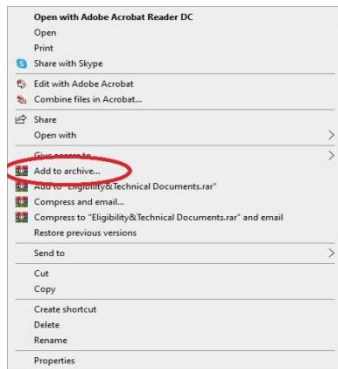 Open with Adobe Acrobat Reader DC
Open
Print
Share with Skype
Edit with Adobe Acrobat
Combine files in Acrobat...
Share
Open with
Give access to
Add to archive...
Add to "Eligibility&Technical Documents.rar"
Compress and email...
Compress to "Eligibility&Technical Documents.rar" and email
Restore previous versions
Send to
Cut
Copy
Create shortcut
Delete
Rename
Properties